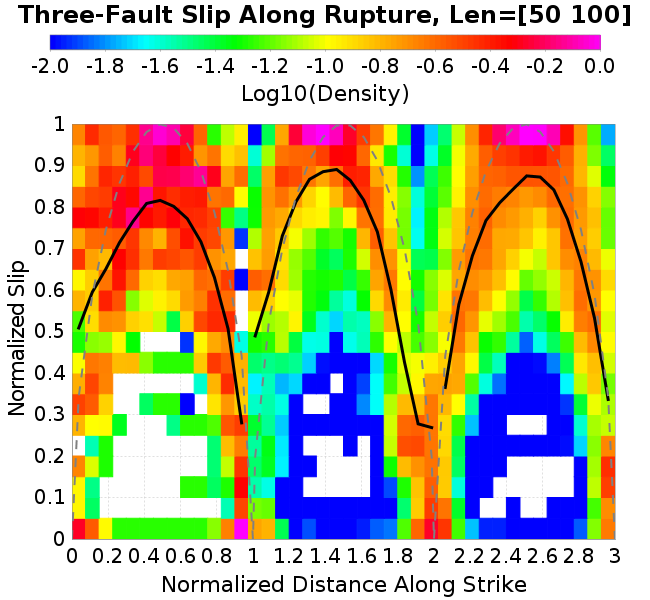 Three-Fault Slip Along Rupture, Len=[50 100]
-2.0 -1.8 -1.6 -1.4 -1.2 -1.0 -0.8 -0.6 -0.4 -0.2 0.0
Log10(Density)
1
0.9
0.8
0.7
0.6
0.5
0.4
0.3
0.2
0.1
0
Normalized Slip
0 0.2 0.4 0.6 0.8 1 1.2 1.4 1.6 1.8 2 2.2 2.4 2.6 2.8 3
Normalized Distance Along Strike